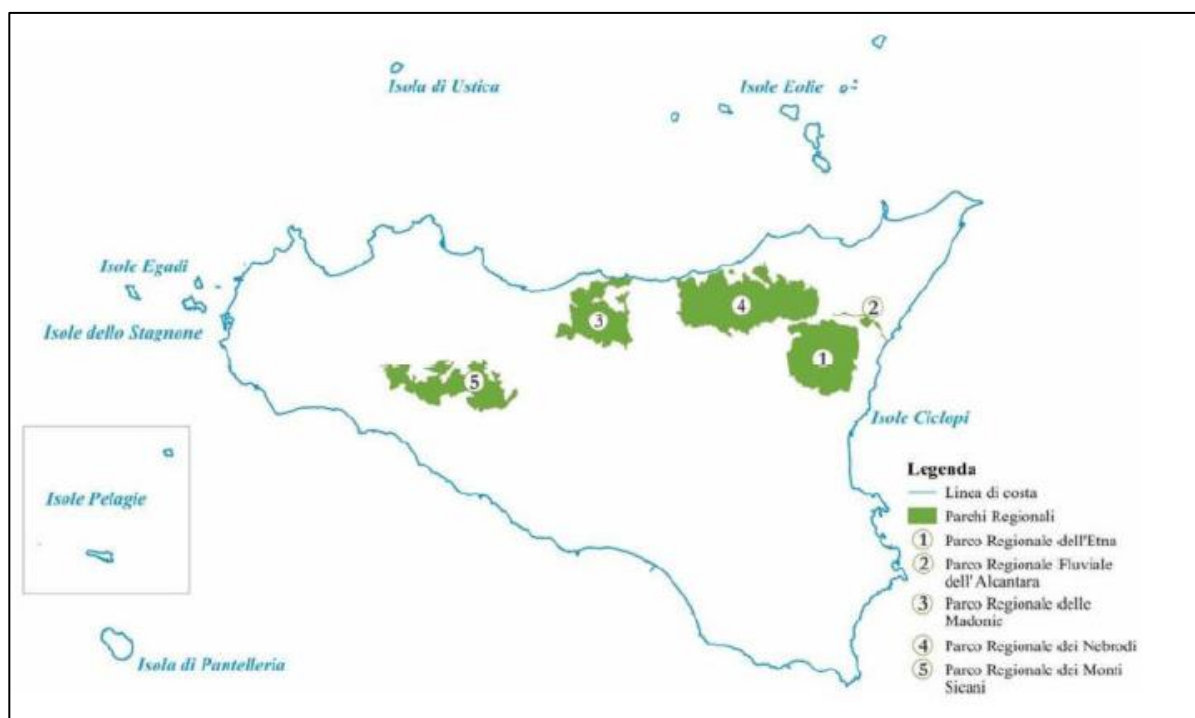 Isola di Ustica
Isole Eolie
Isole Egadi
Isole dello Stagnone
3
4
2
1
5
Isole Ciclopi
Isole Pelagie
Isola di Pantelleria
Legenda
Linea di costa
Parchi Regionali
1 Parco Regionale dell'Etna
2 Parco Regionale Fluviale
dell'Alcantara
3 Parco Regionale delle
Madonie
4 Parco Regionale dei Nebrodi
5 Parco Regionale dei Monti
Sicani